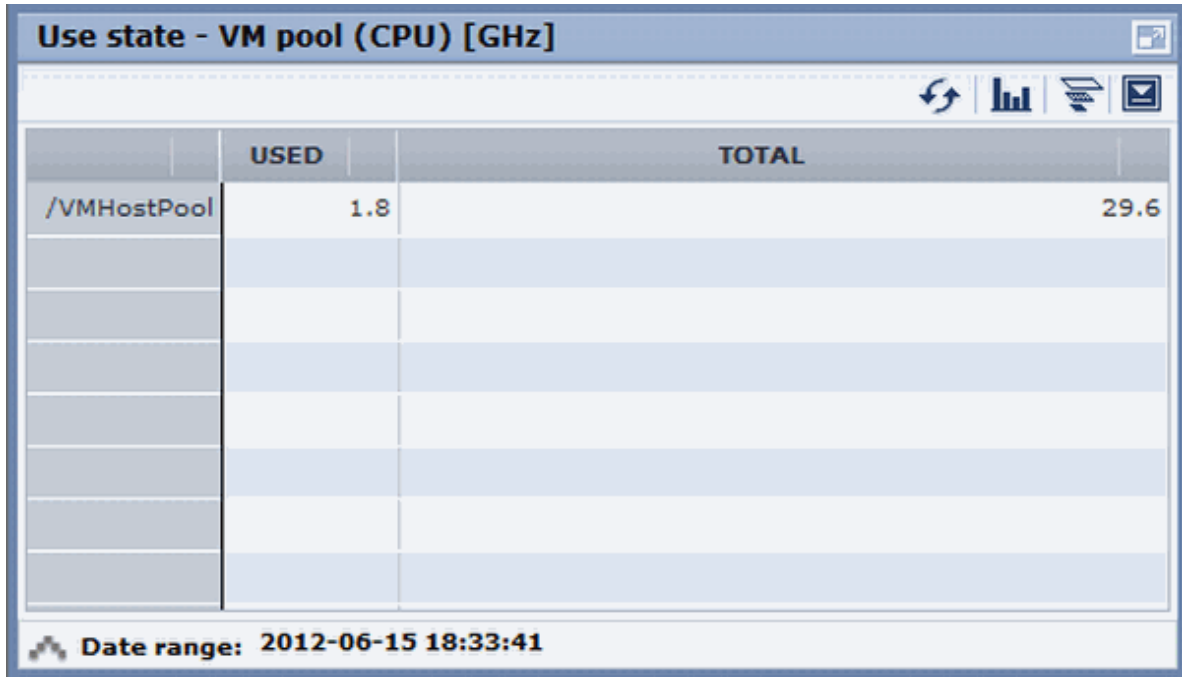 Use state - VM pool (CPU) [GHz]
USED TOTAL
/VMHostPool 1.8 29.6
Date range: 2012-06-15 18:33:41